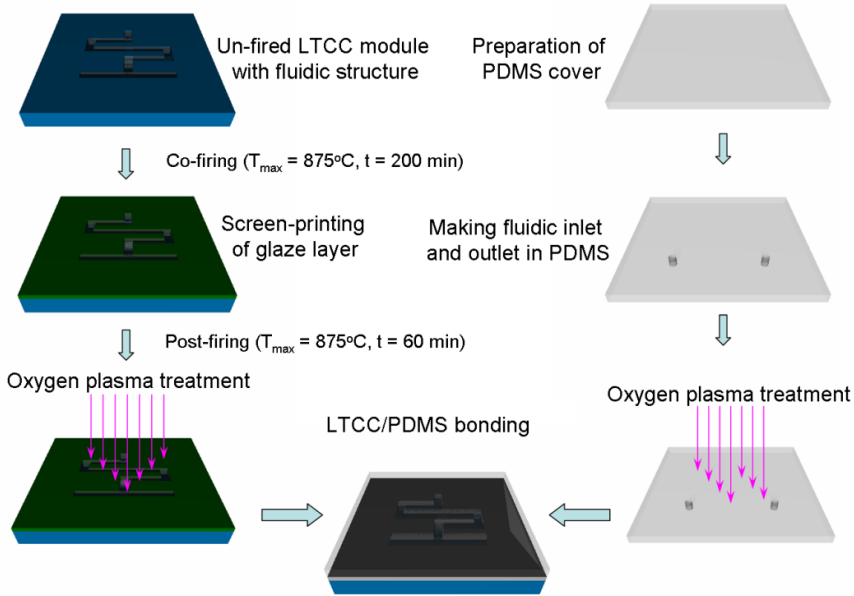 Un-fired LTCC module
with fluidic structure
Preparation of
PDMS cover
Co-firing (Tmax = 875ºC, t = 200 min)
Screen-printing
of glaze layer
Making fluidic inlet
and outlet in PDMS
Post-firing (Tmax = 875ºC, t = 60 min)
Oxygen plasma treatment
Oxygen plasma treatment
LTCC/PDMS bonding